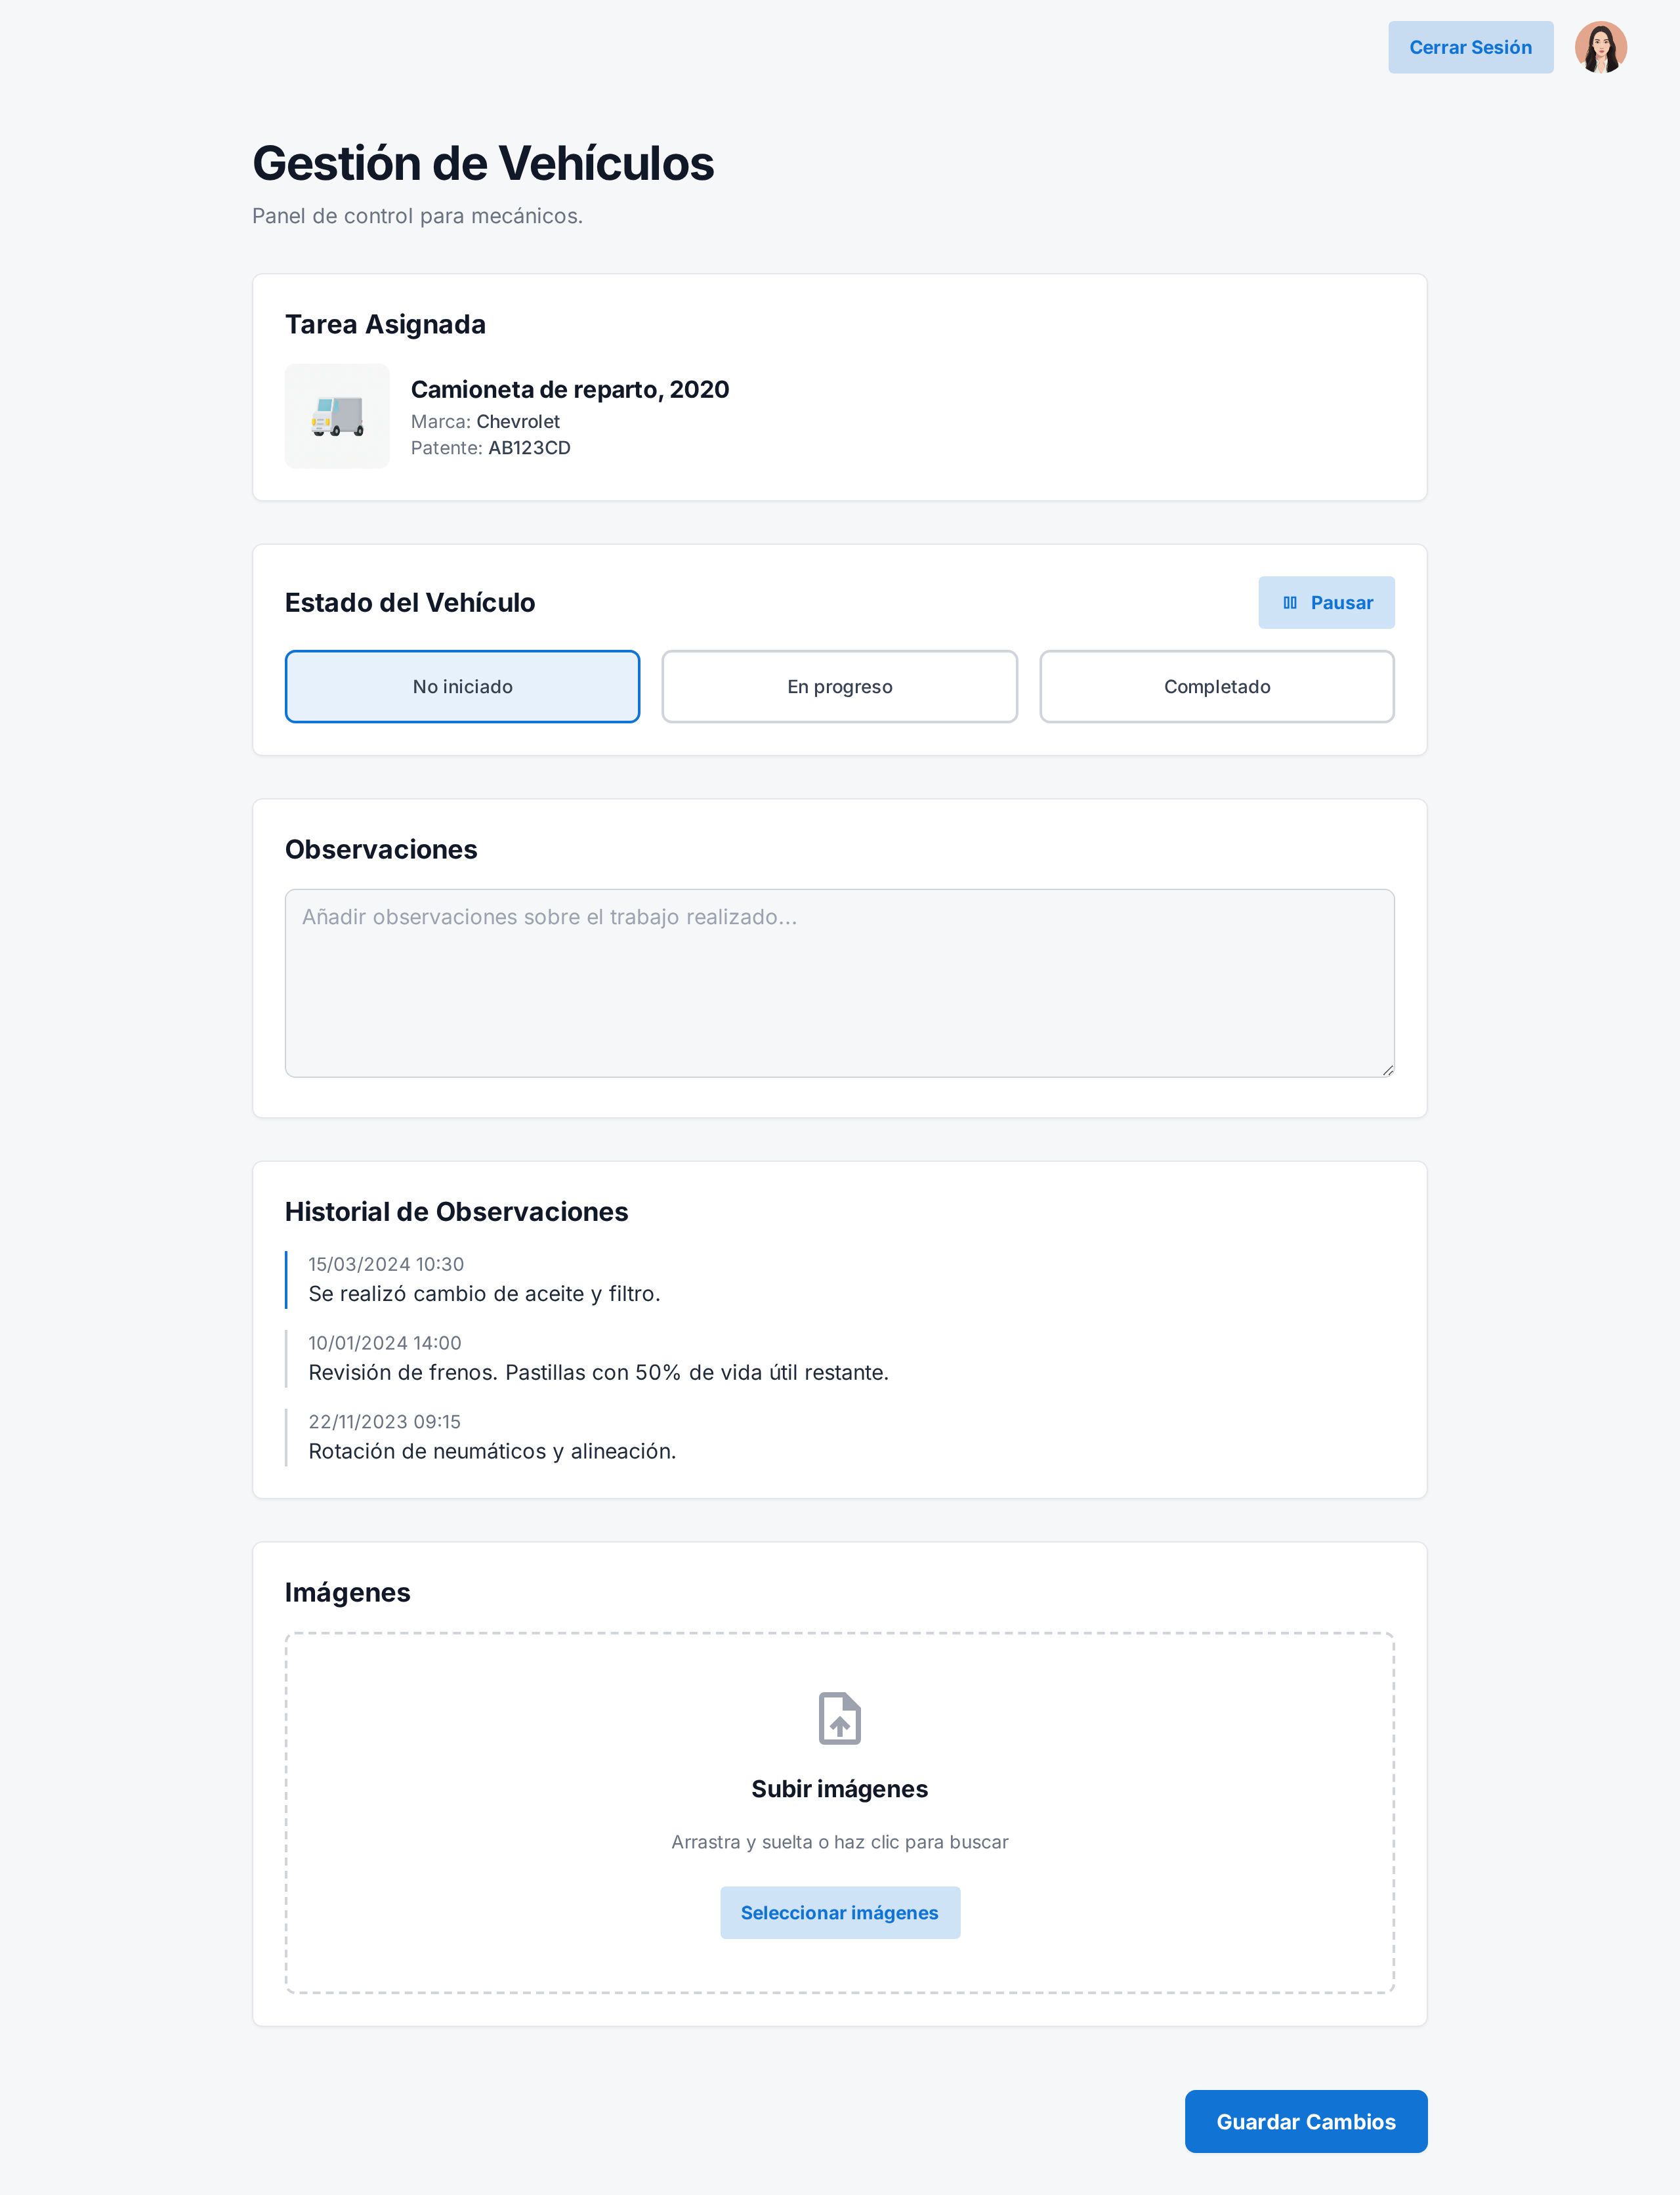 Cerrar Sesión
Gestión de Vehículos
Panel de control para mecánicos.
Tarea Asignada
Camioneta de reparto, 2020
Marca: Chevrolet
Patente: AB123CD
Estado del Vehículo
Pausar
No iniciado
En progreso
Completado
Observaciones
Añadir observaciones sobre el trabajo realizado...
Historial de Observaciones
15/03/2024 10:30
Se realizó cambio de aceite y filtro.
10/01/2024 14:00
Revisión de frenos. Pastillas con 50% de vida útil restante.
22/11/2023 09:15
Rotación de neumáticos y alineación.
Imágenes
Subir imágenes
Arrastra y suelta o haz clic para buscar
Seleccionar imágenes
Guardar Cambios